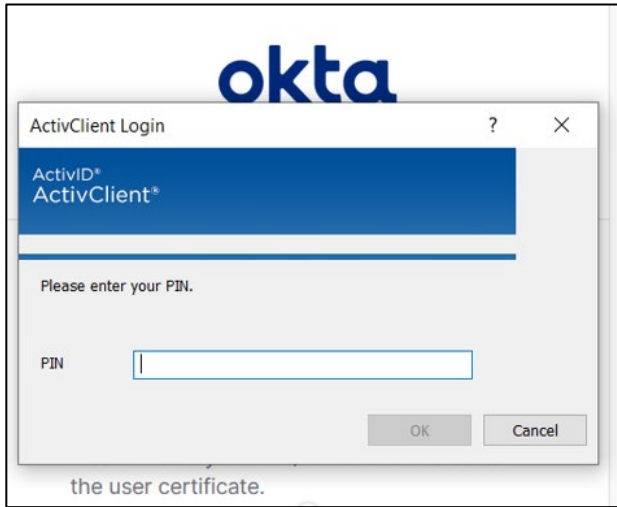 okta
ActivClient Login ? ×
ActivID®
ActivClient®
Please enter your PIN.
PIN
OK Cancel
the user certificate.